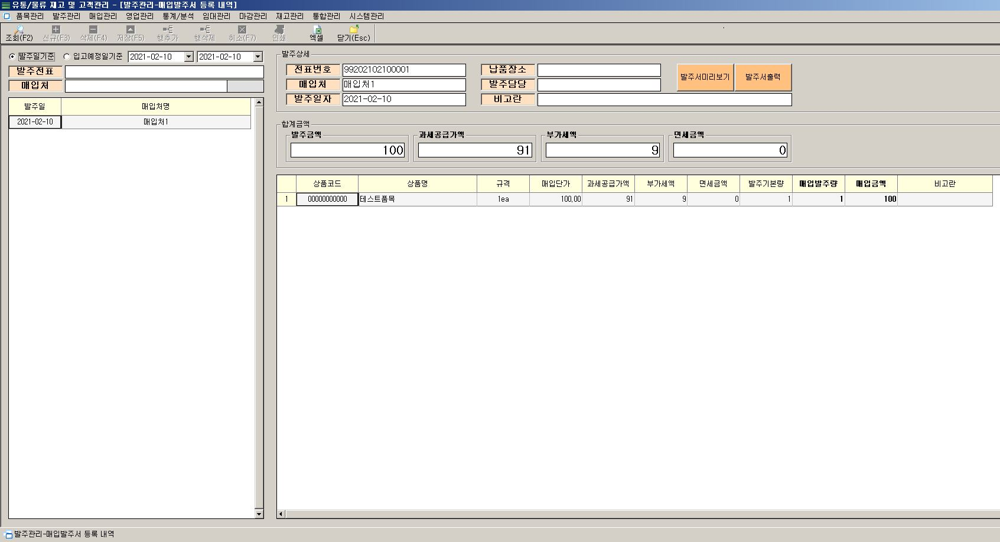 유통/물류 재고 및 고객관리 - [발주관리-매입발주서 등록 내역]
품목관리 발주관리 매입관리 영업관리 통계/분석 임대관리 마감관리 재고관리 통합관리 시스템관리
조회(F2) 신규(F3) 삭제(F4) 저장(F5) 행추가 행삭제 취소(F7) 인쇄 엑셀 닫기(Esc)
발주일기준 입고예정일기준 2021-02-10 2021-02-10
발주전표
매입처
발주일 매입처명
2021-02-10 매입처1
발주상세
전표번호 99202102100001 납품장소
매입처 매입처1 발주담당
발주일자 2021-02-10 비고란
발주서미리보기 발주서출력
합계금액
발주금액 과세공급가액 부가세액 면세금액
100 91 9 0
상품코드 상품명 규격 매입단가 과세공급가액 부가세액 면세금액 발주기본량 매입발주량 매입금액 비고란
1 00000000000 테스트품목 1ea 100.00 91 9 0 1 1 100
발주관리-매입발주서 등록 내역